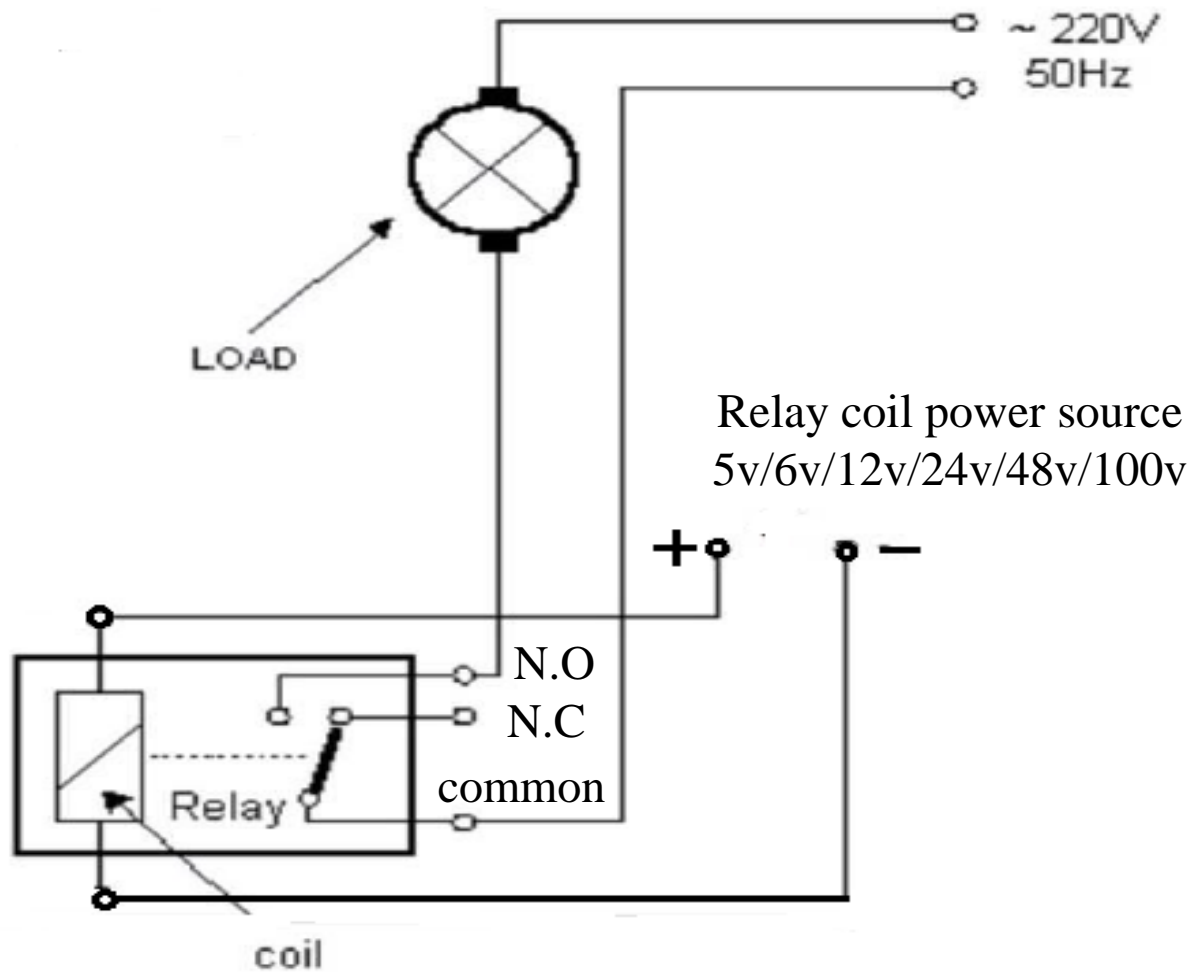 ~ 220V
50Hz
LOAD
Relay coil power source
5v/6v/12v/24v/48v/100v
+ −
N.O
N.C
common
Relay
coil